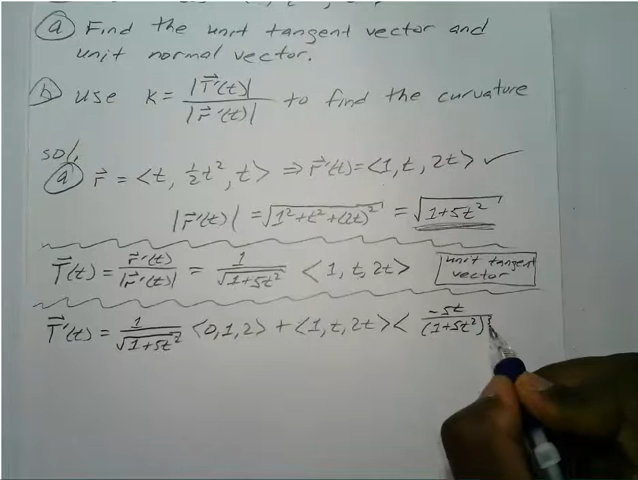 (a) Find the unit tangent vector and
unit normal vector.
(b) Use K = |T⃗'(t)| / |r⃗'(t)| to find the curvature
sol,
(a) r⃗ = <t, ½t², t> ⇒ r⃗'(t) = <1, t, 2t> ✓
|r⃗'(t)| = √(1²+t²+(2t)²) = √(1+5t²)
T⃗(t) = r⃗'(t) / |r⃗'(t)| = 1/√(1+5t²) <1, t, 2t> unit tangent vector
T⃗'(t) = 1/√(1+5t²) <0,1,2> + <1, t, 2t> < -5t/(1+5t²)